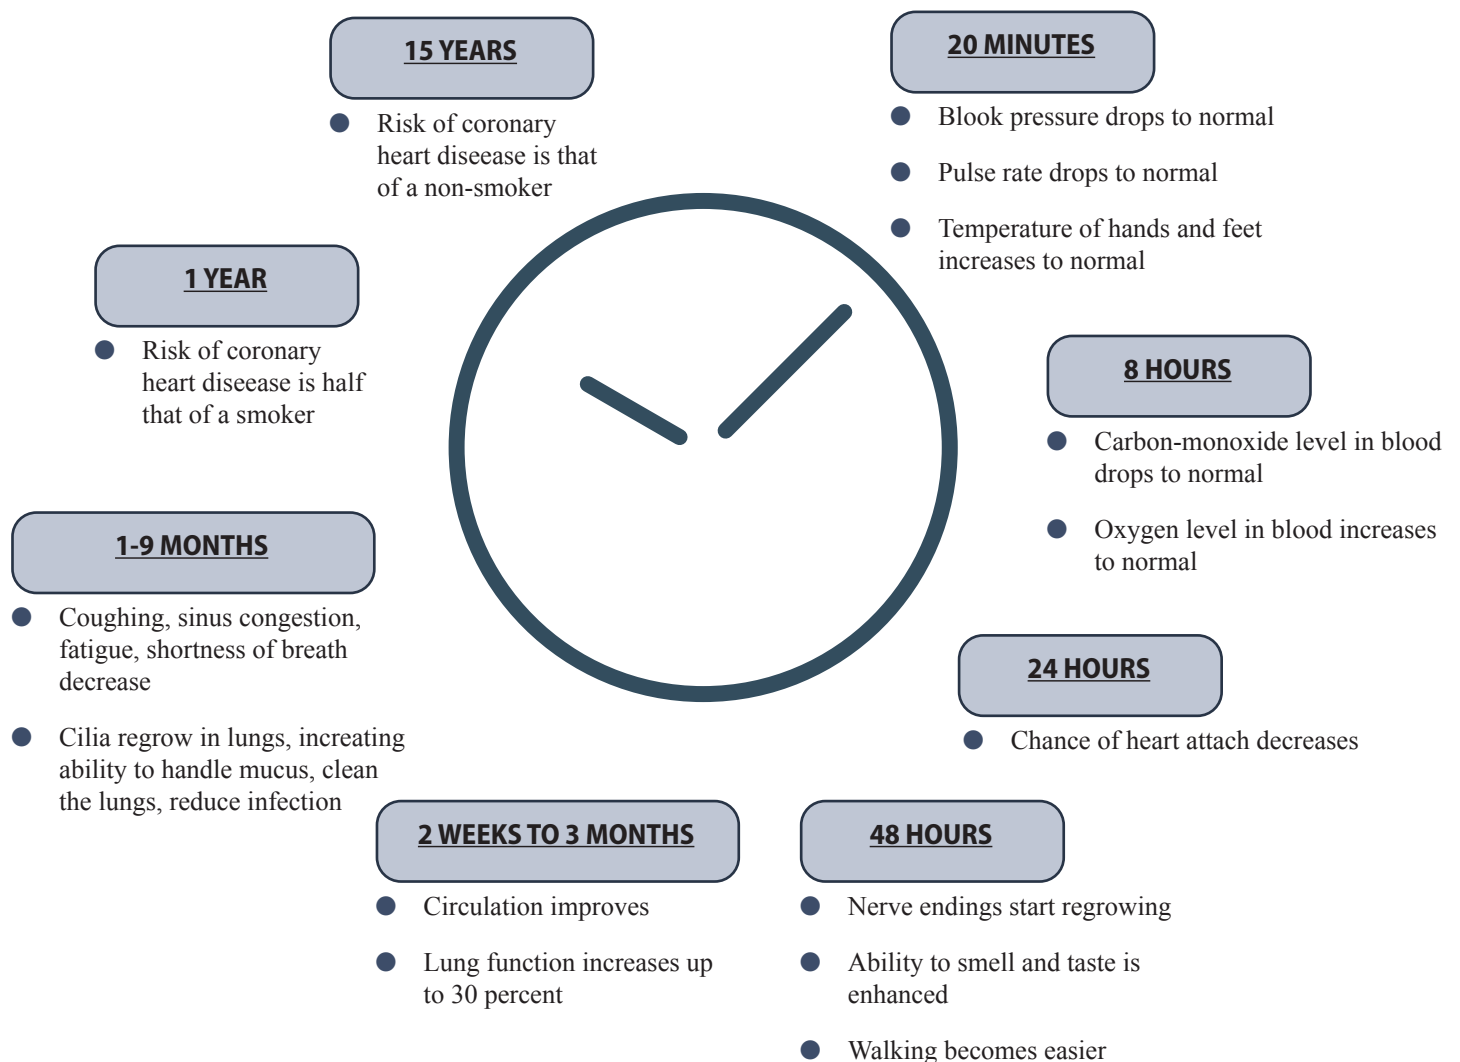 20 MINUTES
Blook pressure drops to normal
Pulse rate drops to normal
Temperature of hands and feet
increases to normal
8 HOURS
Carbon-monoxide level in blood
drops to normal
Oxygen level in blood increases
to normal
24 HOURS
Chance of heart attach decreases
48 HOURS
Nerve endings start regrowing
Ability to smell and taste is
enhanced
Walking becomes easier
2 WEEKS TO 3 MONTHS
Circulation improves
Lung function increases up
to 30 percent
1-9 MONTHS
Coughing, sinus congestion,
fatigue, shortness of breath
decrease
Cilia regrow in lungs, increating
ability to handle mucus, clean
the lungs, reduce infection
1 YEAR
Risk of coronary
heart diseease is half
that of a smoker
15 YEARS
Risk of coronary
heart diseease is that
of a non-smoker